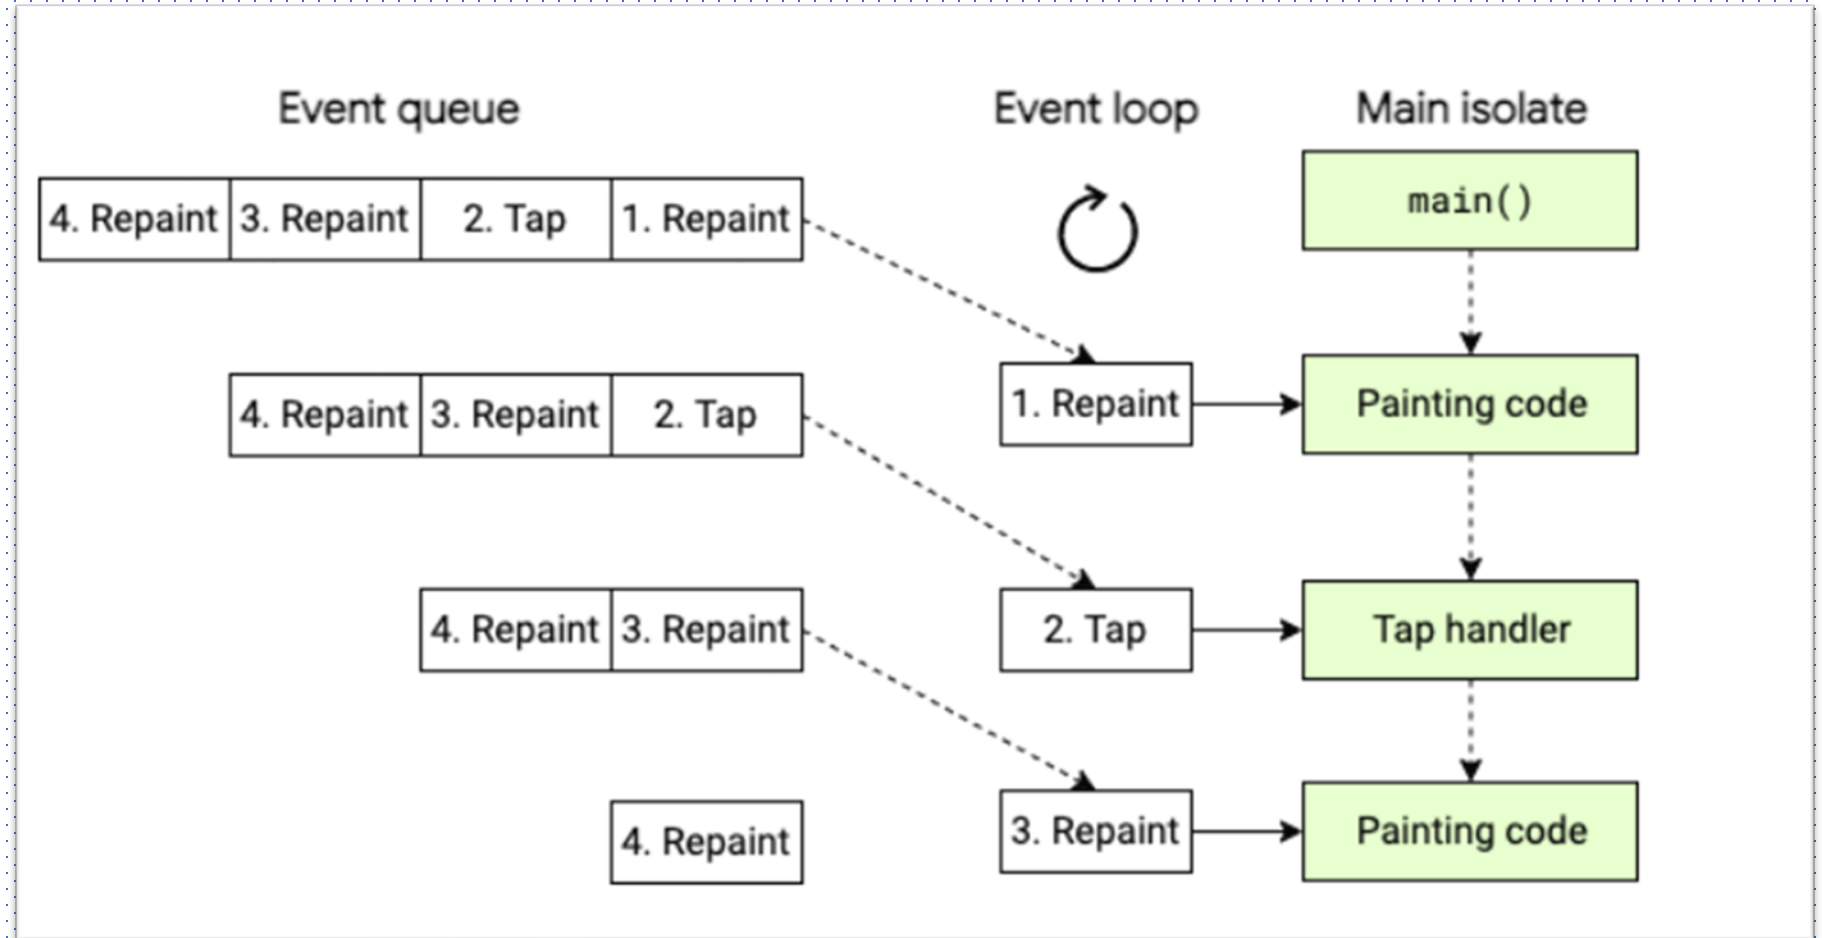 Event queue
Event loop
Main isolate
main()
4. Repaint
3. Repaint
2. Tap
1. Repaint
1. Repaint
Painting code
4. Repaint
3. Repaint
2. Tap
2. Tap
Tap handler
4. Repaint
3. Repaint
3. Repaint
Painting code
4. Repaint